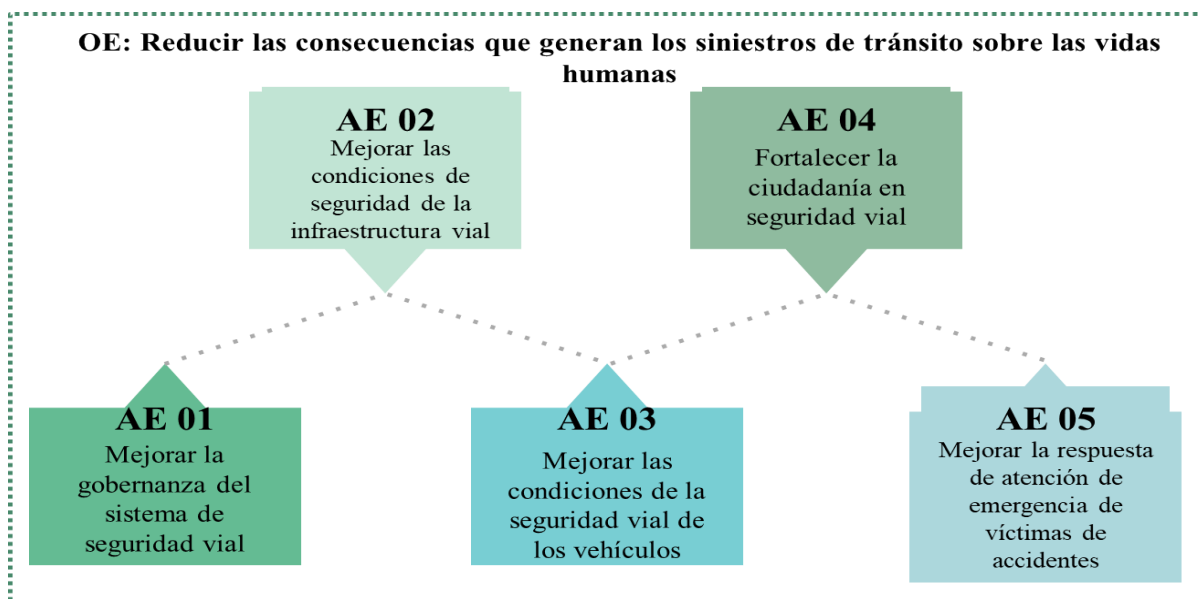 OE: Reducir las consecuencias que generan los siniestros de tránsito sobre las vidas
humanas
AE 02
Mejorar las
condiciones de
seguridad de la
infraestructura vial
AE 04
Fortalecer la
ciudadanía en
seguridad vial
AE 01
Mejorar la
gobernanza del
sistema de
seguridad vial
AE 03
Mejorar las
condiciones de la
seguridad vial de
los vehículos
AE 05
Mejorar la respuesta
de atención de
emergencia de
víctimas de
accidentes